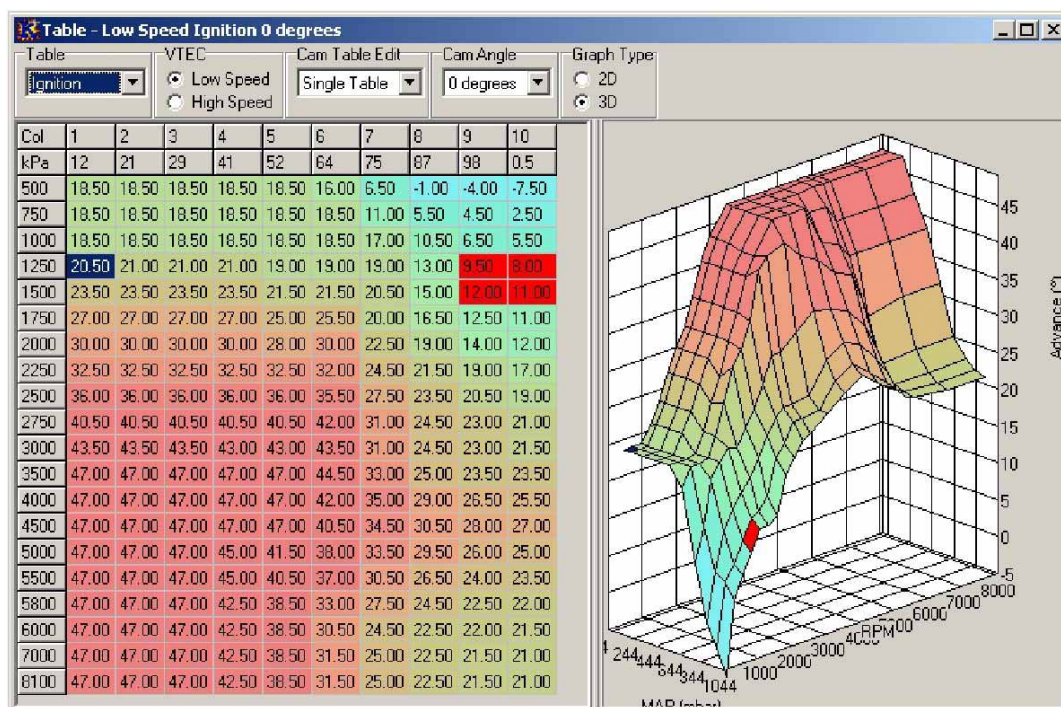 Table - Low Speed Ignition 0 degrees
Table VTEC Cam Table Edit Cam Angle Graph Type
Ignition Low Speed Single Table 0 degrees 2D
High Speed 3D
Col 1 2 3 4 5 6 7 8 9 10
kPa 12 21 29 41 52 64 75 87 98 0.5
500 18.50 18.50 18.50 18.50 18.50 16.00 6.50 -1.00 -4.00 -7.50
750 18.50 18.50 18.50 18.50 18.50 18.50 11.00 5.50 4.50 2.50
1000 18.50 18.50 18.50 18.50 18.50 18.50 17.00 10.50 6.50 5.50
1250 20.50 21.00 21.00 21.00 19.00 19.00 19.00 13.00 9.50 8.00
1500 23.50 23.50 23.50 23.50 21.50 21.50 20.50 15.00 12.00 11.00
1750 27.00 27.00 27.00 27.00 25.00 25.50 20.00 16.50 12.50 11.00
2000 30.00 30.00 30.00 30.00 28.00 30.00 22.50 19.00 14.00 12.00
2250 32.50 32.50 32.50 32.50 32.50 32.00 24.50 21.50 19.00 17.00
2500 36.00 36.00 36.00 36.00 36.00 35.50 27.50 23.50 20.50 19.00
2750 40.50 40.50 40.50 40.50 40.50 42.00 31.00 24.50 23.00 21.00
3000 43.50 43.50 43.50 43.00 43.00 43.50 31.00 24.50 23.00 21.50
3500 47.00 47.00 47.00 47.00 47.00 44.50 33.00 25.00 23.50 23.50
4000 47.00 47.00 47.00 47.00 47.00 42.00 35.00 29.00 26.50 25.50
4500 47.00 47.00 47.00 47.00 47.00 40.50 34.50 30.50 28.00 27.00
5000 47.00 47.00 47.00 45.00 41.50 38.00 33.50 29.50 26.00 25.00
5500 47.00 47.00 47.00 45.00 40.50 37.00 30.50 26.50 24.00 23.50
5800 47.00 47.00 47.00 42.50 38.50 33.00 27.50 24.50 22.50 22.00
6000 47.00 47.00 47.00 42.50 38.50 30.50 24.50 22.50 22.00 21.50
7000 47.00 47.00 47.00 42.50 38.50 31.50 25.00 22.50 21.50 21.00
8100 47.00 47.00 47.00 42.50 38.50 31.50 25.00 22.50 21.50 21.00
45
40
35
30
25
20
15
10
5
0
-5
Advance (º)
8000
7000
6000
RPM
3000
2000
1000
244
444
1044
MAP (mbar)